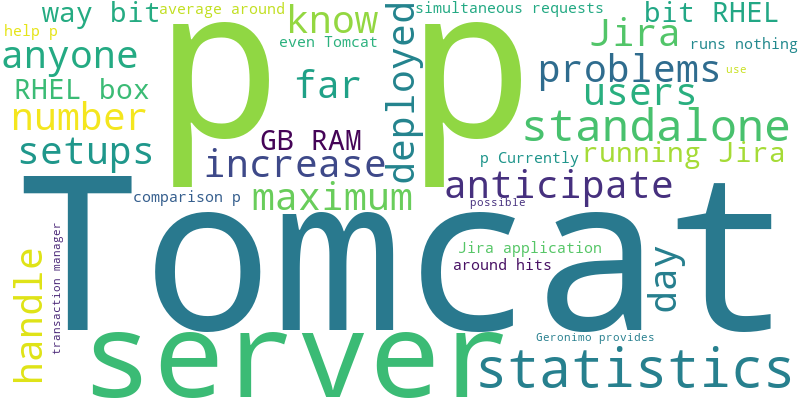 way bit
average around
know
simultaneous requests
bit RHEL
help p
p
p
even Tomcat
deployed
Jira
runs nothing
anyone
far
problems
use
RHEL box
users
number
GB RAM
standalone
setups
increase
p Currently
running Jira
comparison p
maximum
anticipate
possible
Tomcat
handle
transaction manager
Jira application
around hits
day
server
Geronimo provides
statistics